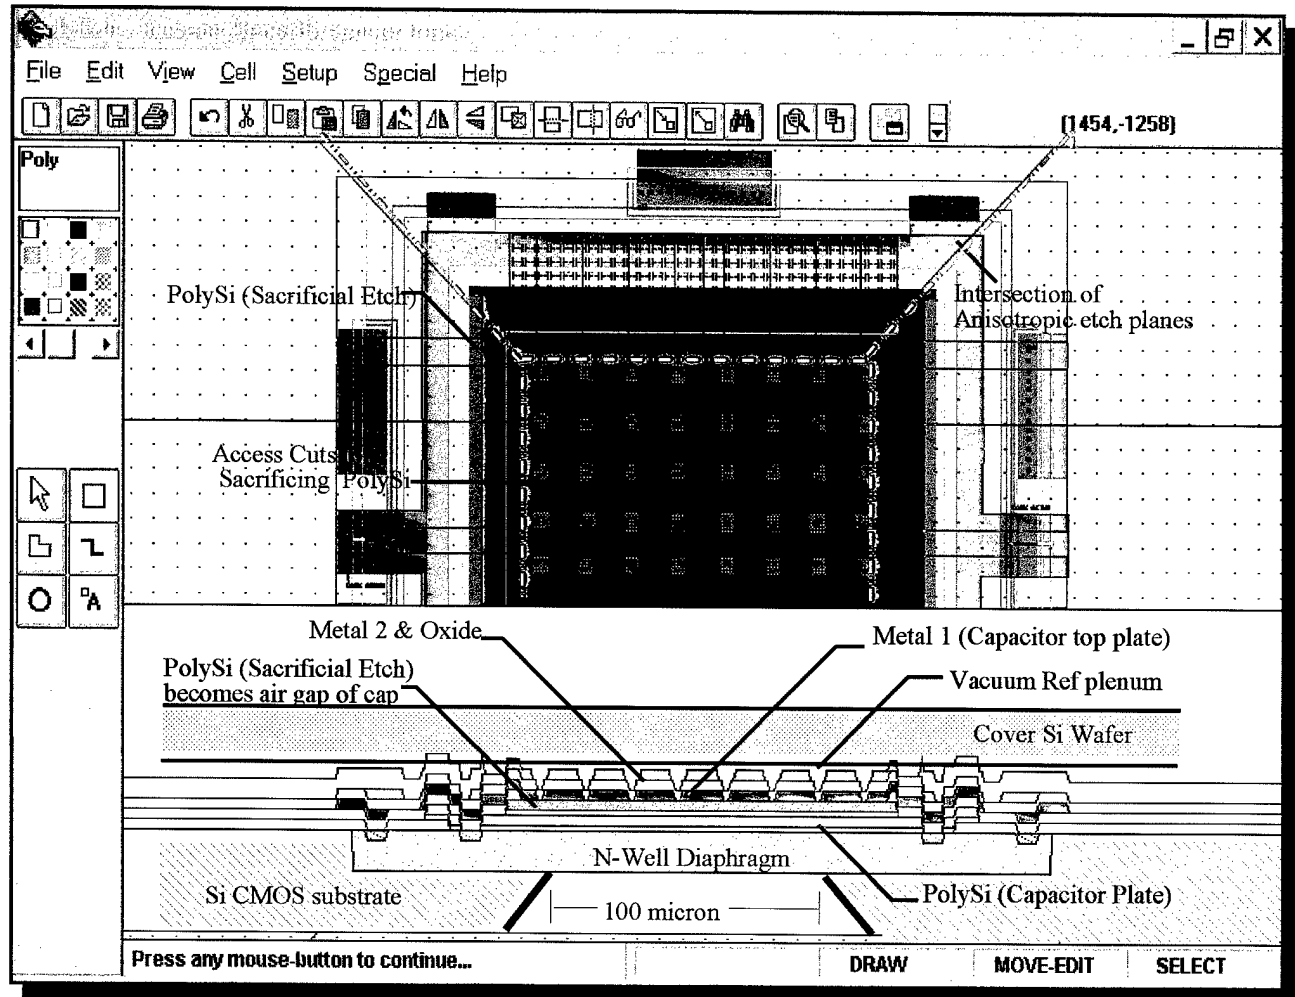 File Edit View Cell Setup Special Help
(1454,-1258)
Poly
PolySi (Sacrificial Etch)
Intersection of
Anisotropic etch planes
Access Cuts
Sacrificing PolySi
A
Metal 2 & Oxide
Metal 1 (Capacitor top plate)
PolySi (Sacrificial Etch)
becomes air gap of cap
Vacuum Ref plenum
Cover Si Wafer
N-Well Diaphragm
Si CMOS substrate
PolySi (Capacitor Plate)
100 micron
Press any mouse-button to continue...
DRAW
MOVE-EDIT
SELECT